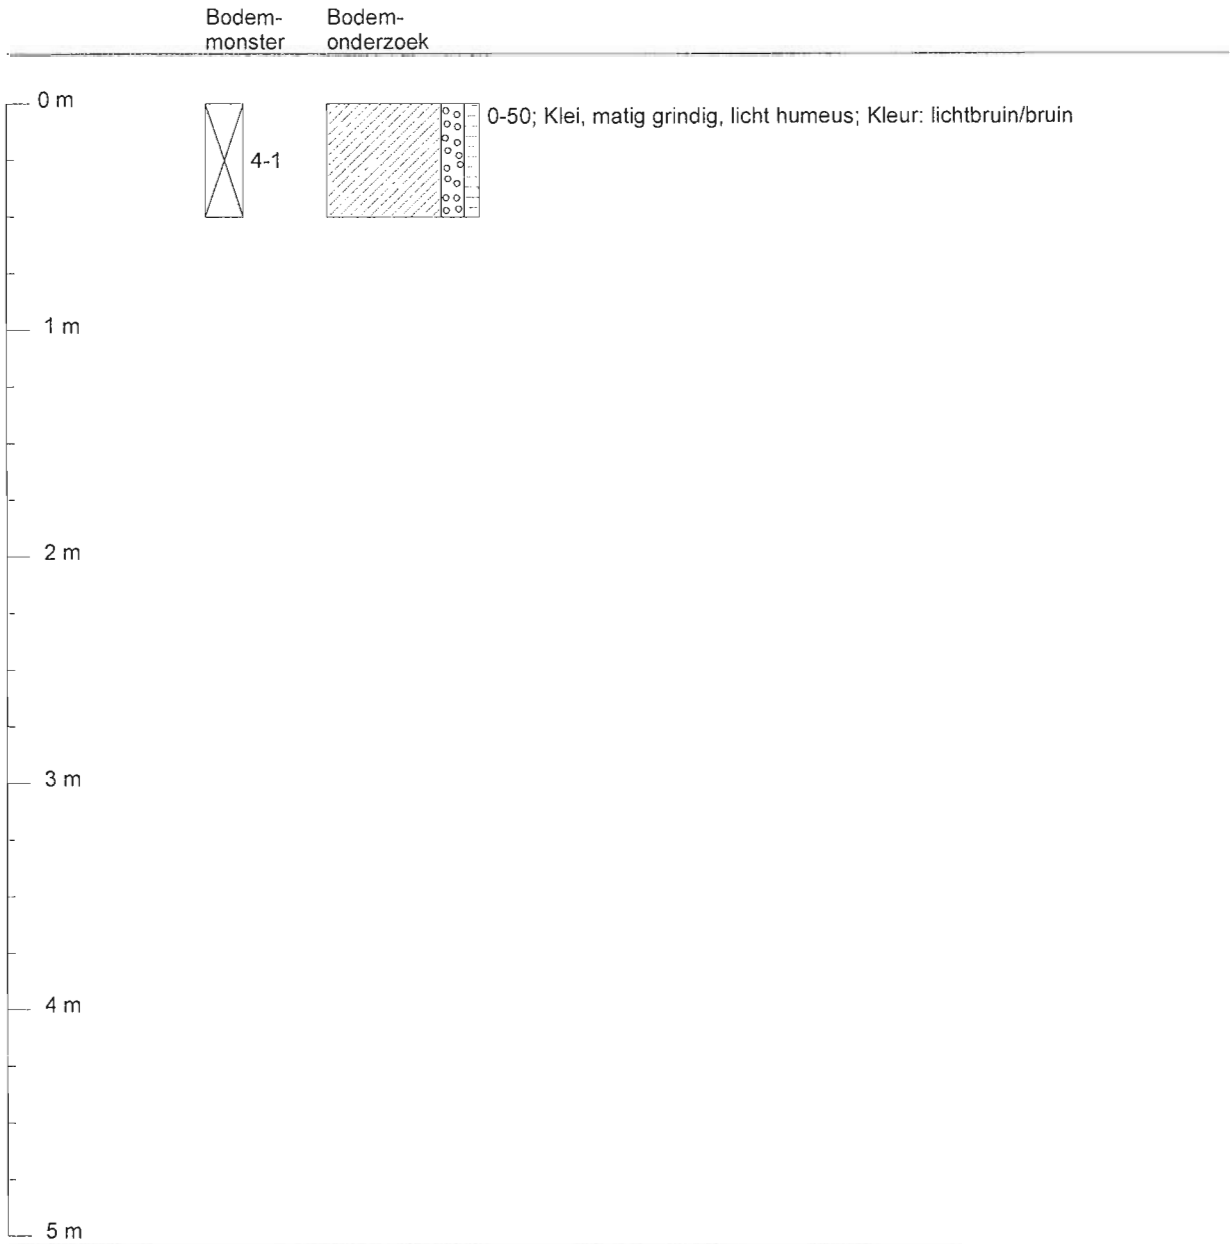 Bodem-
monster
Bodem-
onderzoek
0 m
0-50; Klei, matig grindig, licht humeus; Kleur: lichtbruin/bruin
4-1
1 m
2 m
3 m
4 m
5 m